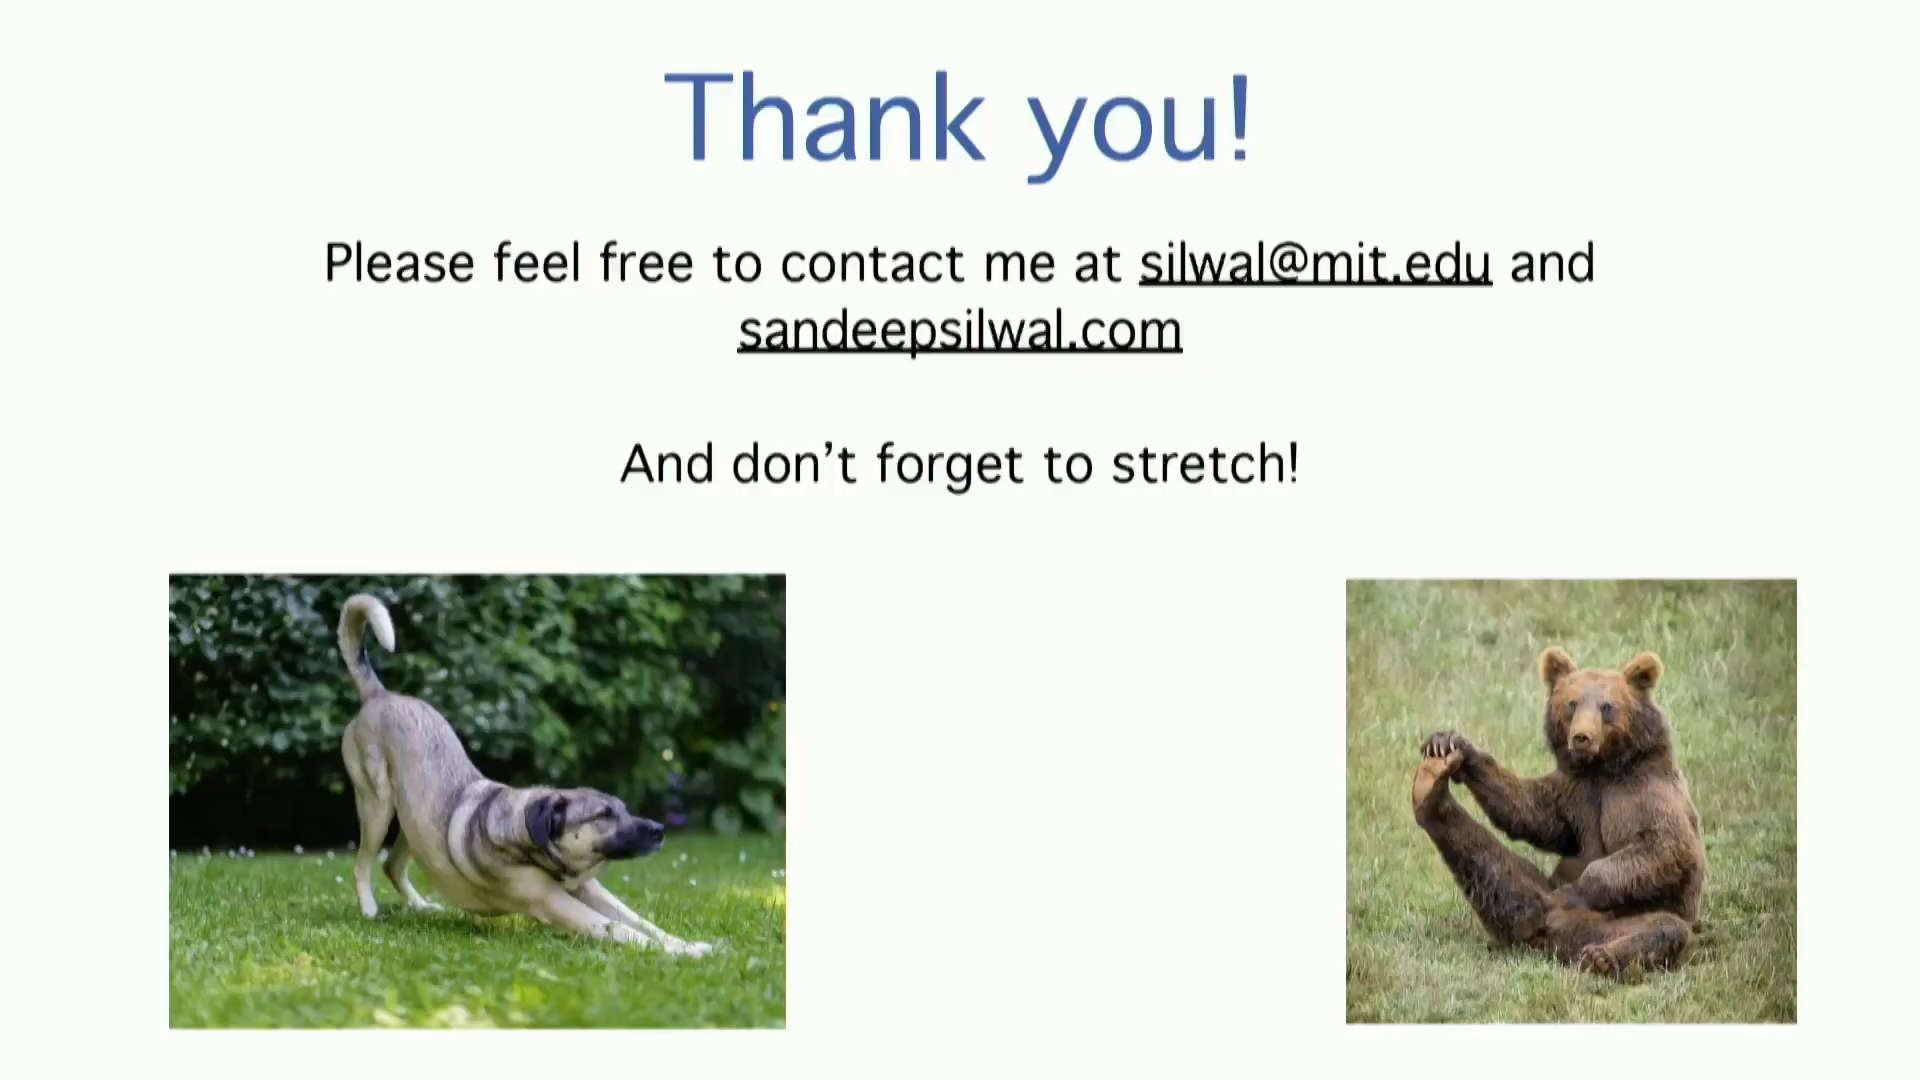 Thank you!
Please feel free to contact me at silwal@mit.edu and
sandeepsilwal.com
And don’t forget to stretch!